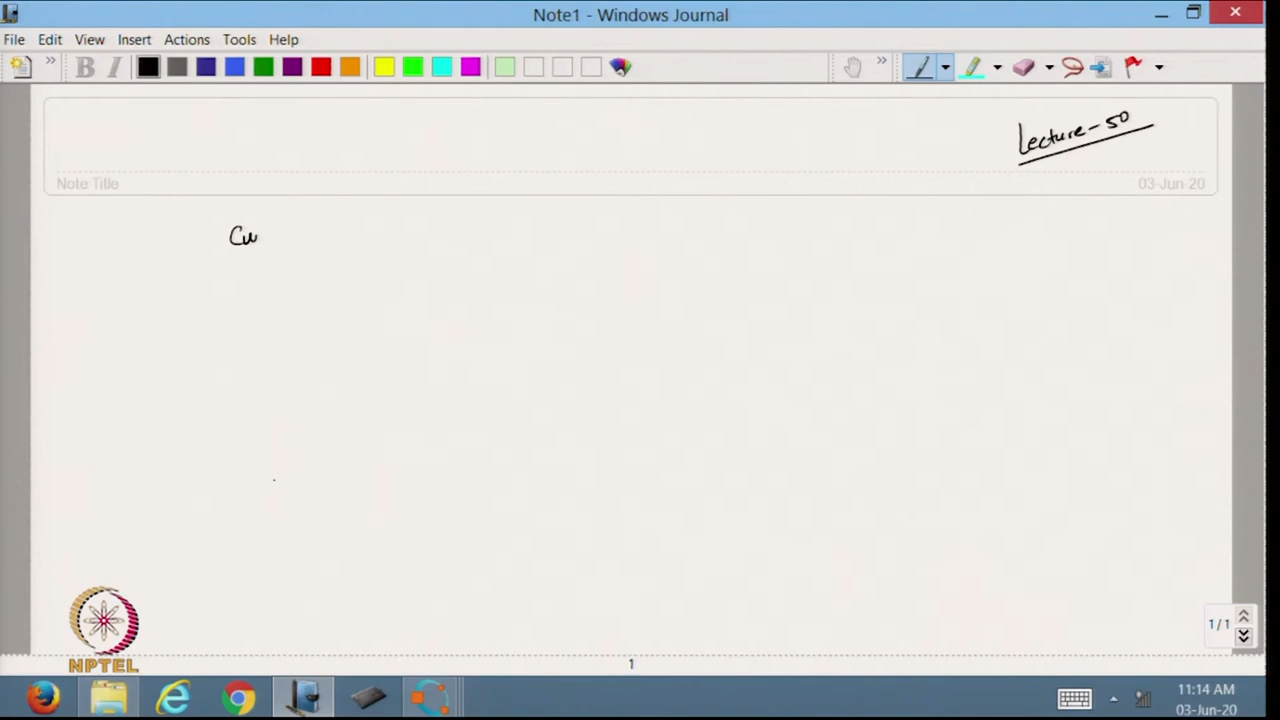 Note1 - Windows Journal
File Edit View Insert Actions Tools Help
B I
Lecture-50
Note Title
03-Jun-20
Cu
NPTEL
1/1
1
11:14 AM
03-Jun-20